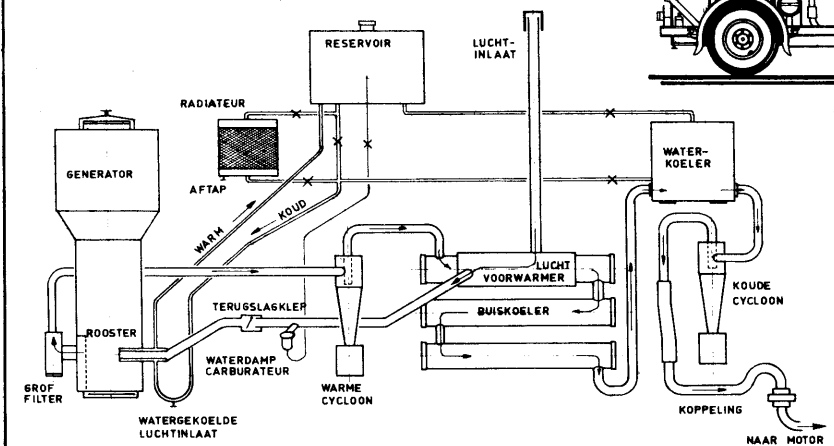 RESERVOIR
LUCHT-
INLAAT
RADIATEUR
GENERATOR
WATER-
KOELER
AFTAP
WARM
KOUD
LUCHT
VOORWARMER
KOUDE
CYCLOON
TERUGSLAGKLEP
BUISKOELER
ROOSTER
WATERDAMP
CARBURATEUR
GROF
FILTER
WARME
CYCLOON
WATERGEKOELDE
LUCHTINLAAT
KOPPELING
NAAR MOTOR